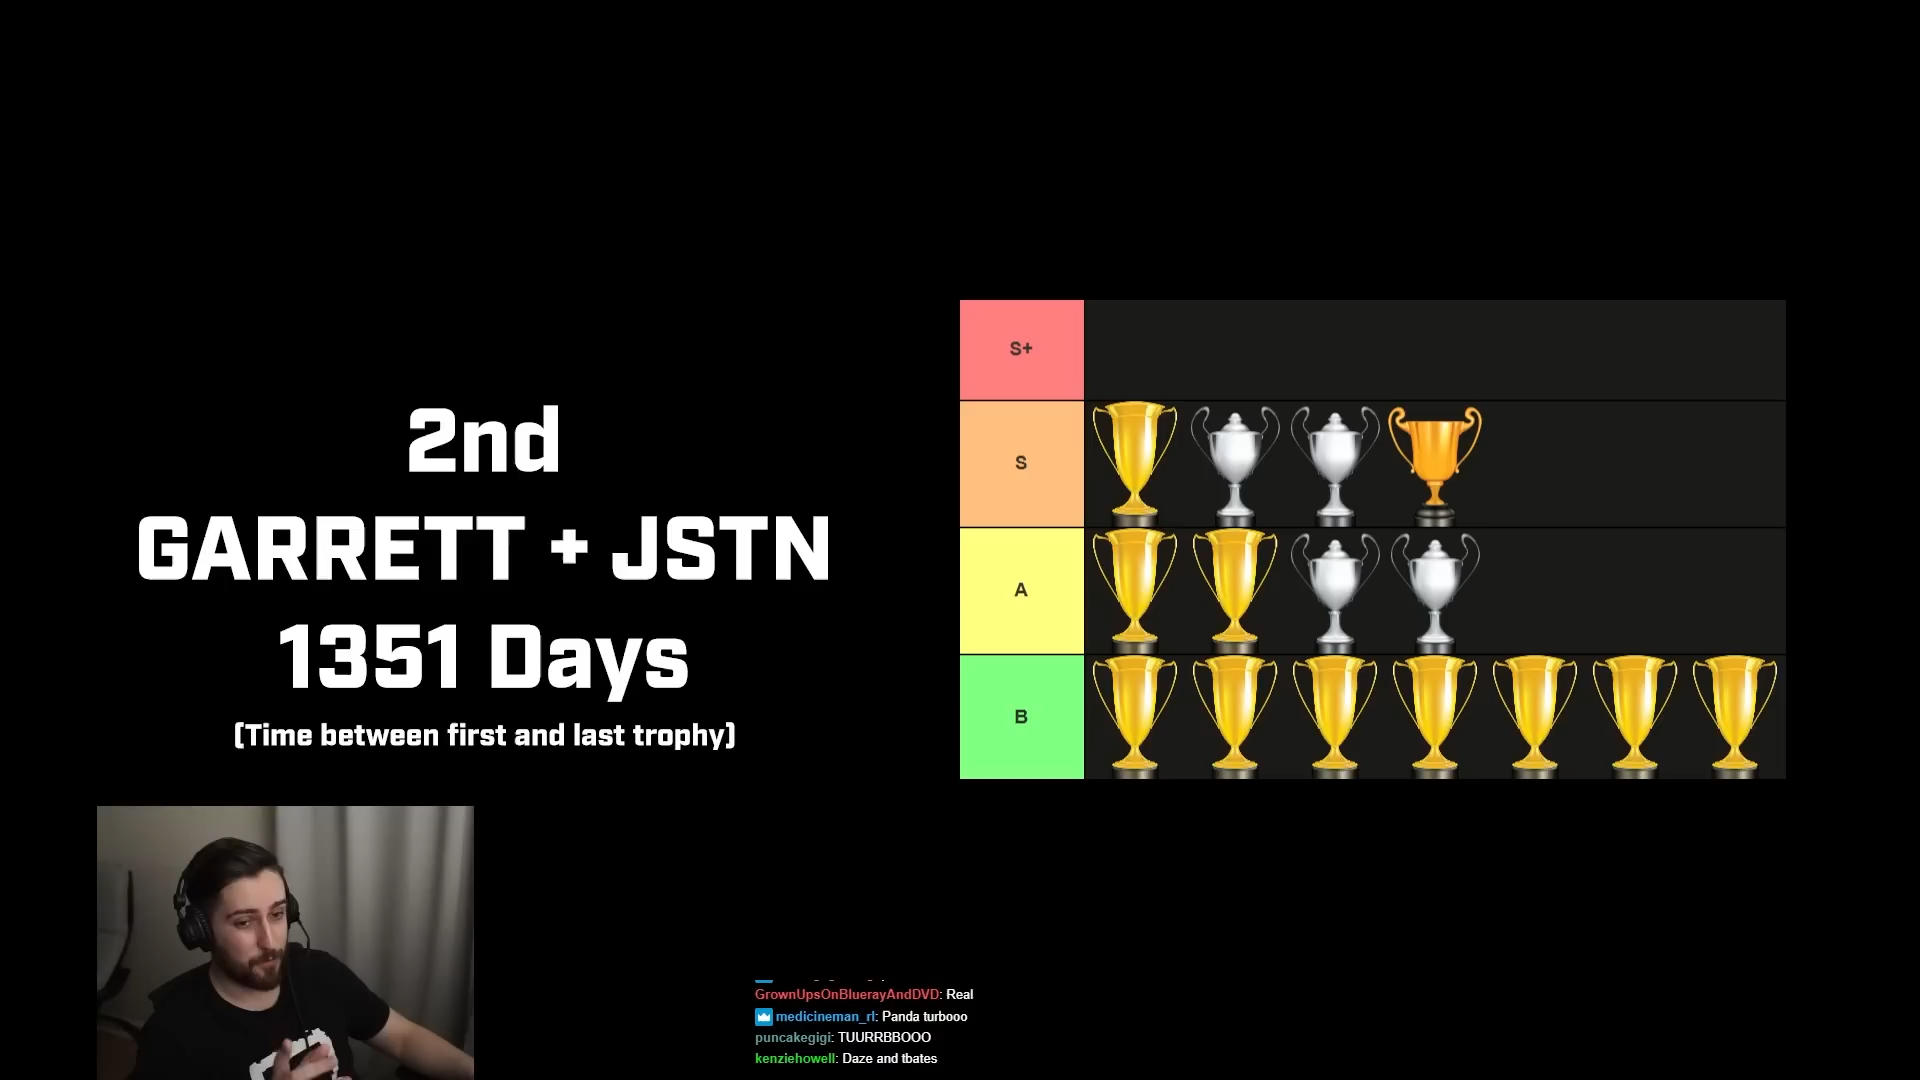 2nd
GARRETT + JSTN
1351 Days
(Time between first and last trophy)
S+
S
A
B
GrownUpsOnBluerayAndDVD: Real
medicineman_rl: Panda turbooo
puncakegigi: TUURRBBOOO
kenziehowell: Daze and tbates